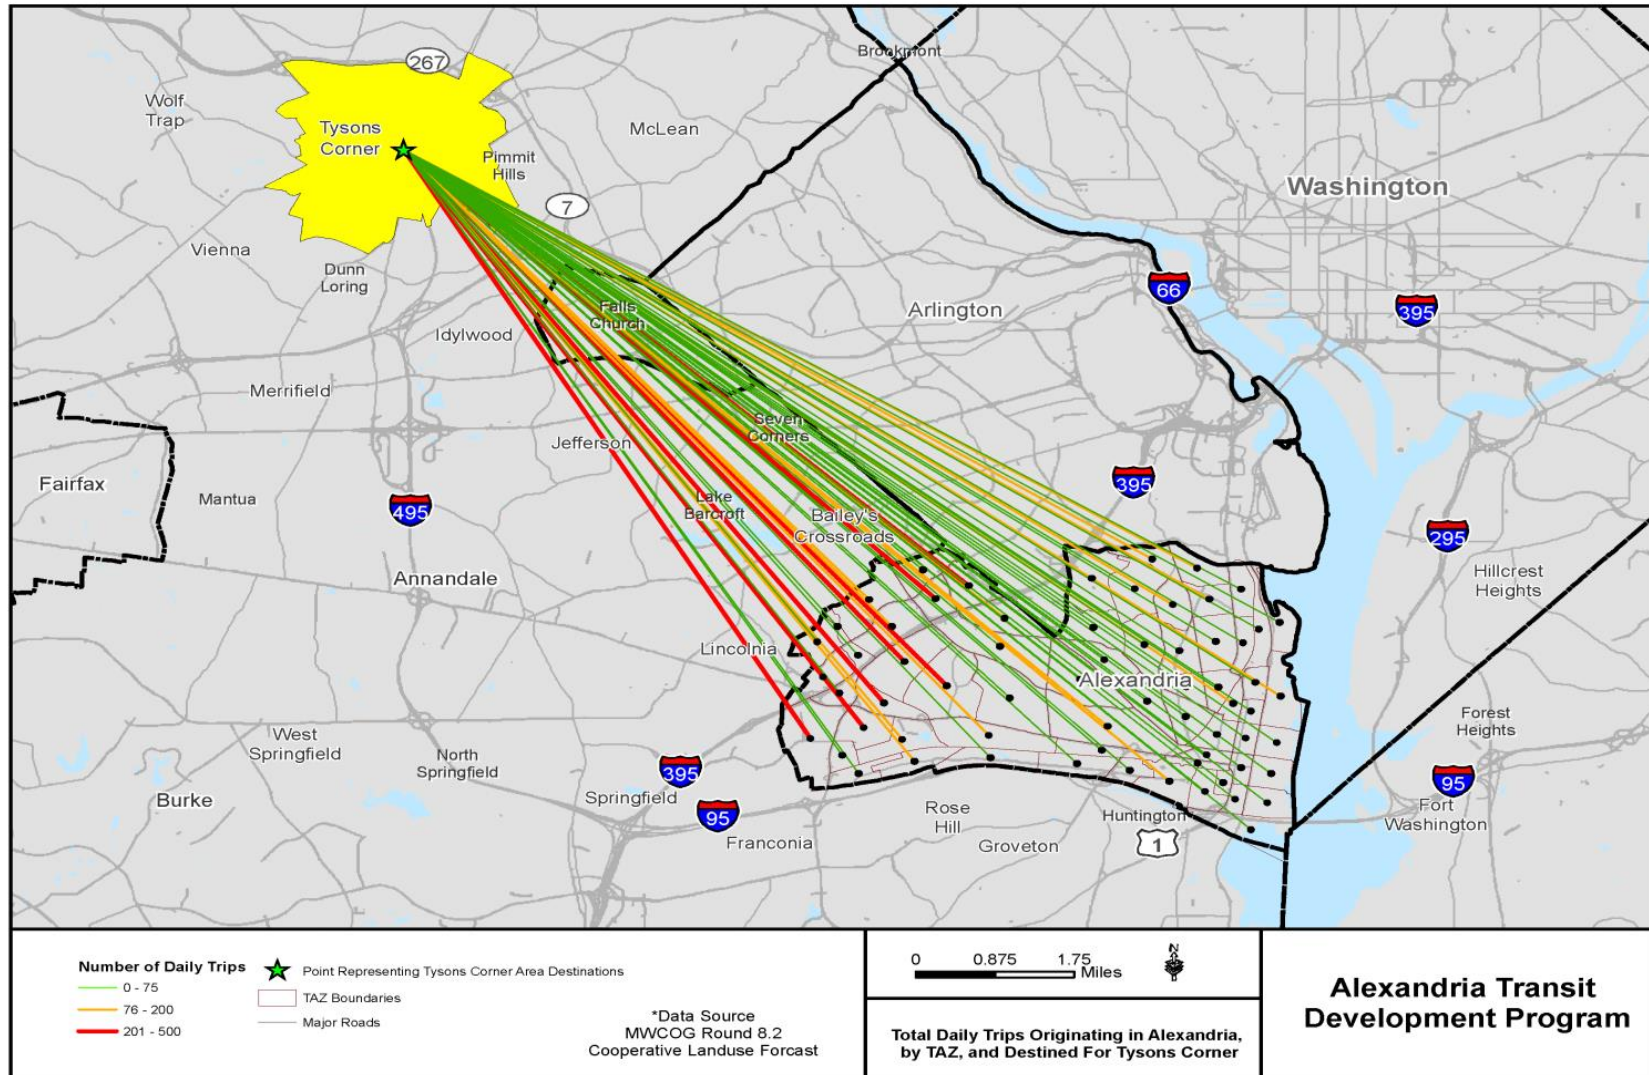 Brookmont
267
Wolf
Trap
Tysons
Corner
McLean
Pimmit
Hills
Washington
7
Vienna
Dunn
Loring
66
Falls
Church
Arlington
395
Idylwood
Merrifield
Seven
Corners
Jefferson
Fairfax
Mantua
495
Lake
Barcroft
Bailey's
Crossroads
395
295
Annandale
Hillcrest
Heights
Lincolnia
Alexandria
West
Springfield
North
Springfield
Forest
Heights
395
95
Burke
Springfield
95
Rose
Hill
Huntington
Fort
Washington
Franconia
Groveton
1
Number of Daily Trips
0 - 75
76 - 200
201 - 500
Point Representing Tysons Corner Area Destinations
TAZ Boundaries
Major Roads
*Data Source
MWCOG Round 8.2
Cooperative Landuse Forcast
0 0.875 1.75
Miles
N
Total Daily Trips Originating in Alexandria,
by TAZ, and Destined For Tysons Corner
Alexandria Transit
Development Program